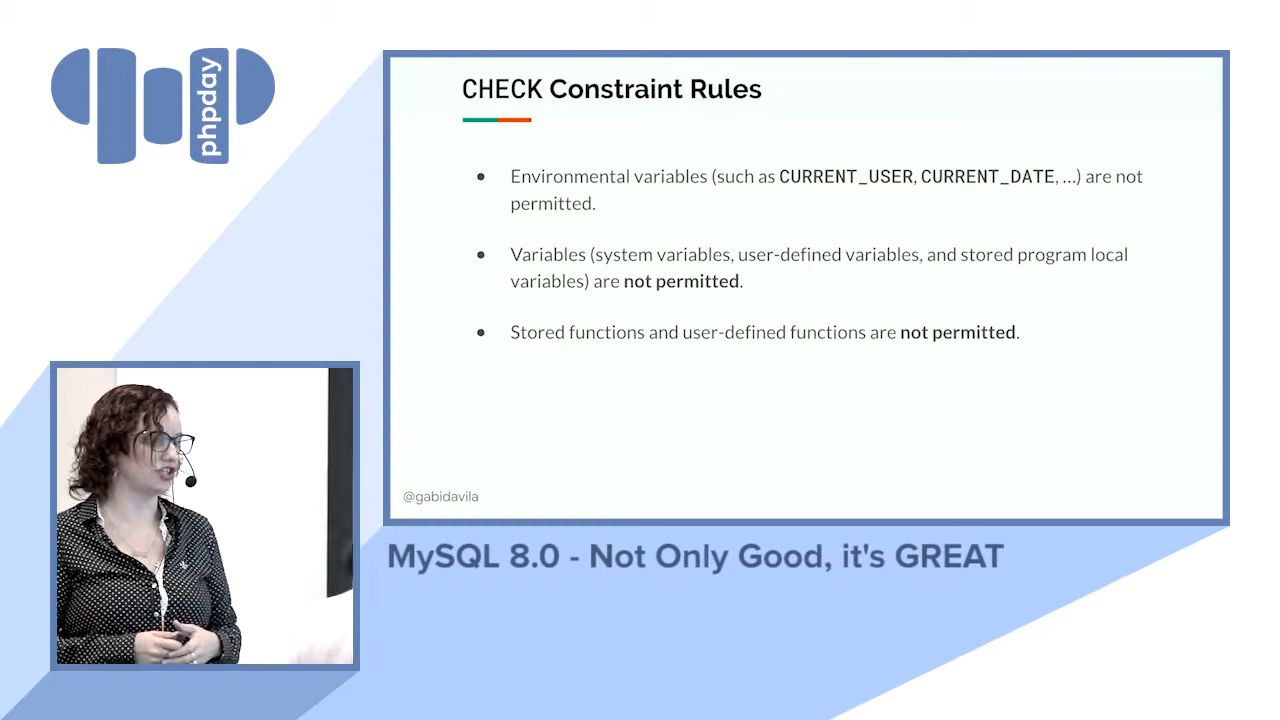 phpday
CHECK Constraint Rules
● Environmental variables (such as CURRENT_USER, CURRENT_DATE, ...) are not
permitted.
● Variables (system variables, user-defined variables, and stored program local
variables) are not permitted.
● Stored functions and user-defined functions are not permitted.
@gabidavila
MySQL 8.0 - Not Only Good, it's GREAT